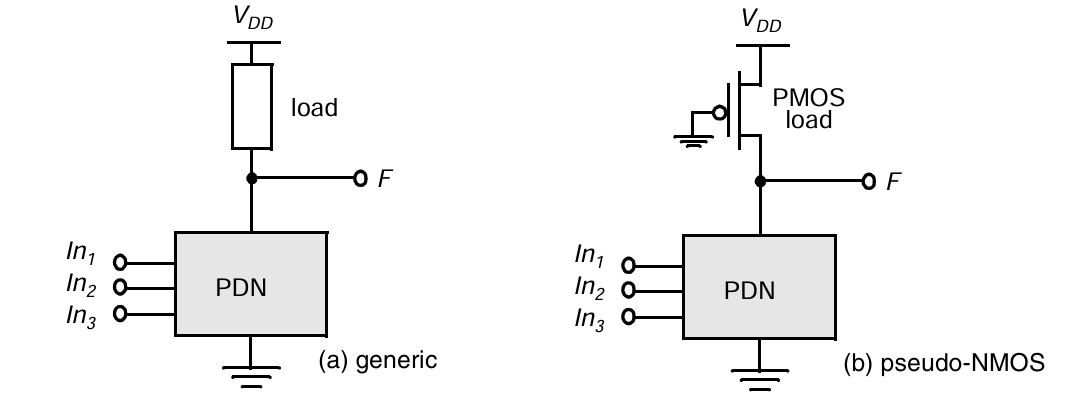 V_DD
load
F
In_1
In_2
In_3
PDN
(a) generic
V_DD
PMOS
load
F
In_1
In_2
In_3
PDN
(b) pseudo-NMOS